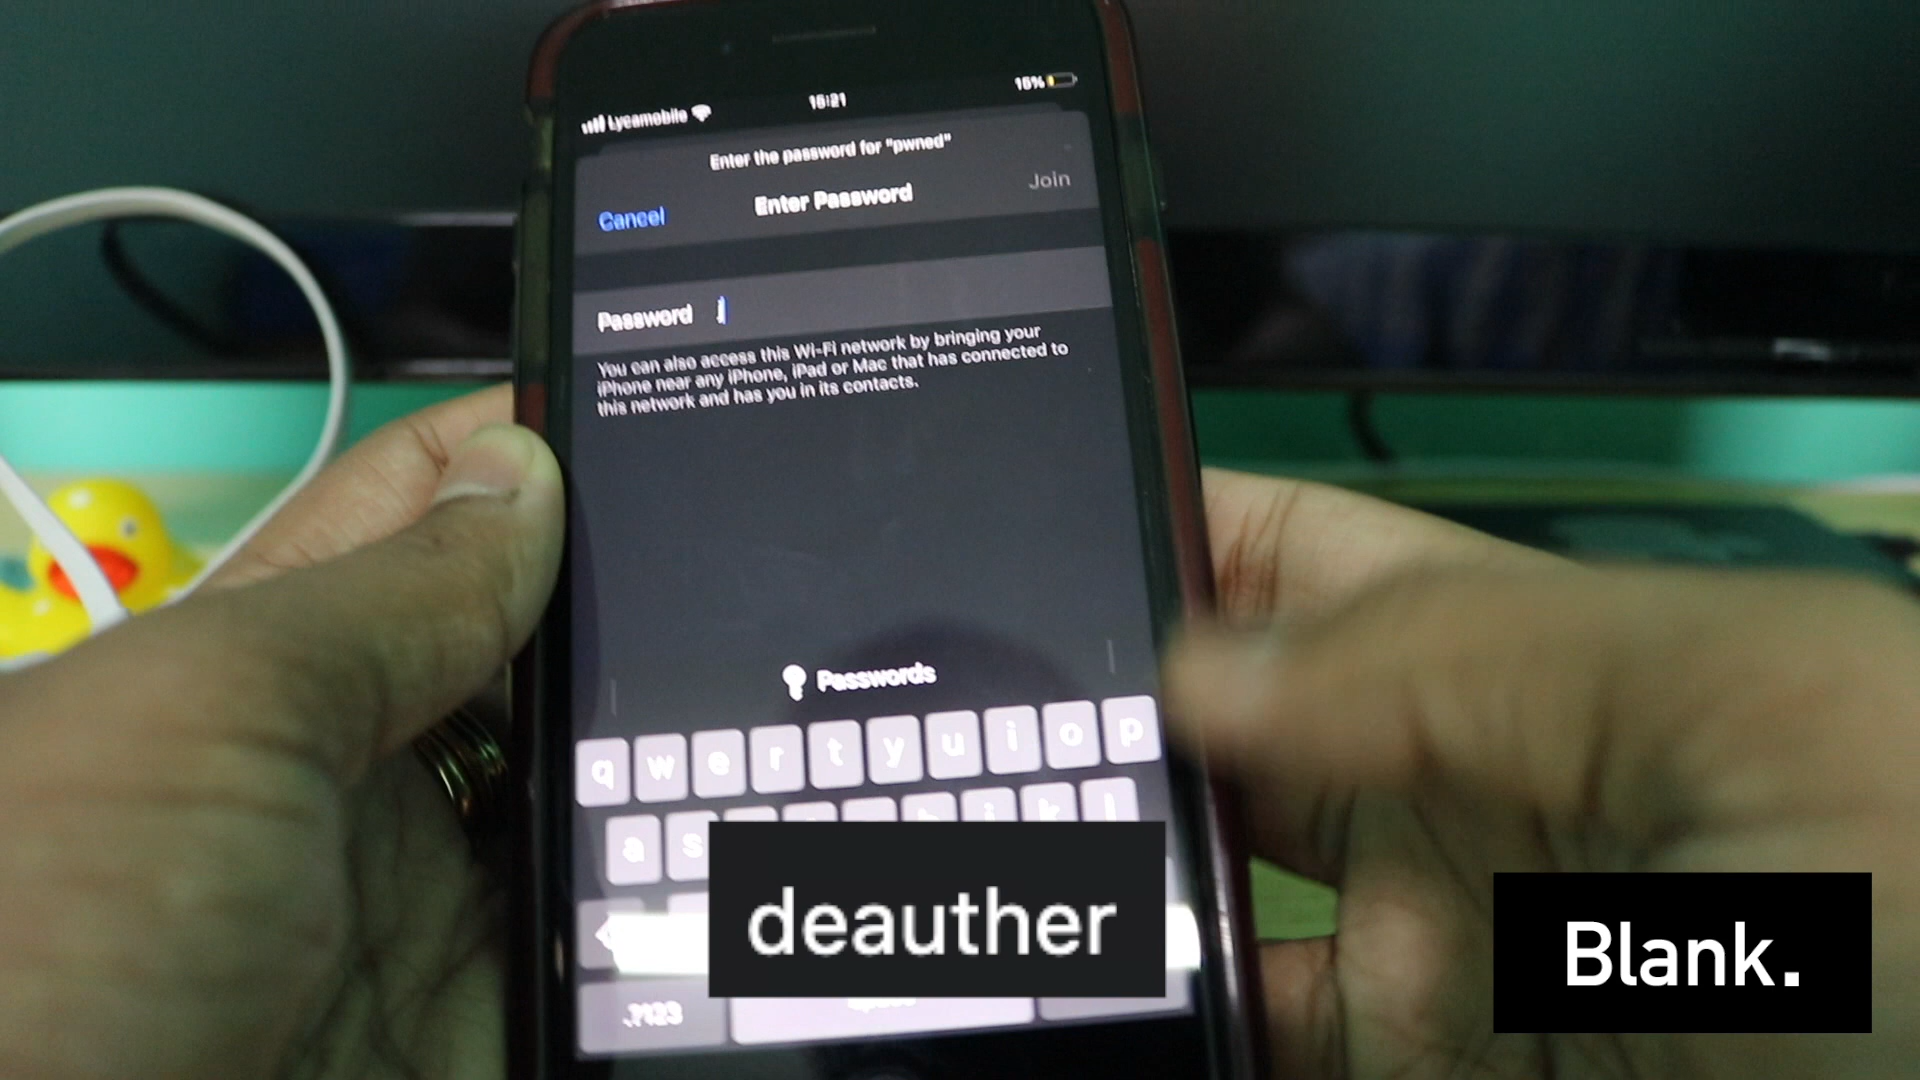 Lycamobile
15:21
15%
Enter the password for "pwned"
Cancel
Enter Password
Join
Password
You can also access this Wi-Fi network by bringing your
iPhone near any iPhone, iPad or Mac that has connected to
this network and has you in its contacts.
Passwords
q w e r t y u i o p
a s
.?123
deauther
Blank.